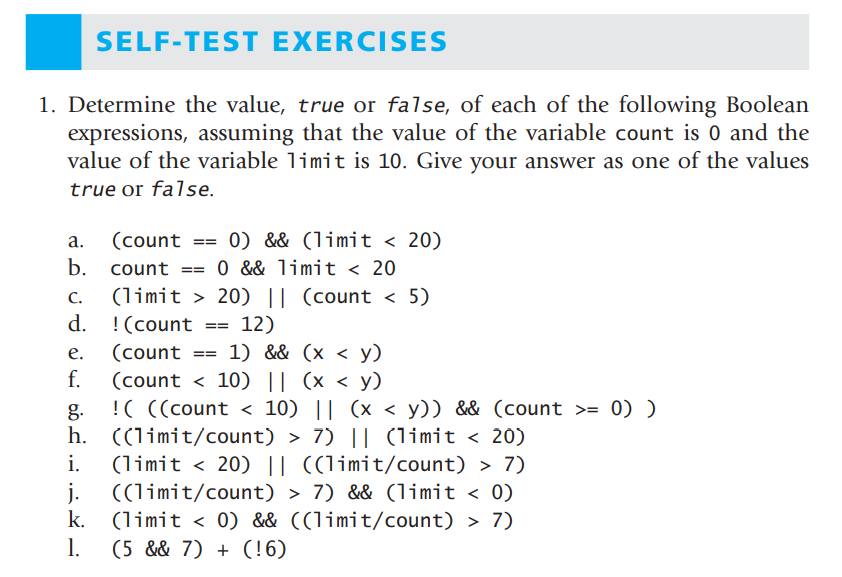 SELF-TEST EXERCISES
1. Determine the value, true or false, of each of the following Boolean
expressions, assuming that the value of the variable count is 0 and the
value of the variable limit is 10. Give your answer as one of the values
true or false.
a. (count == 0) && (limit < 20)
b. count == 0 && limit < 20
c. (limit > 20) || (count < 5)
d. !(count == 12)
e. (count == 1) && (x < y)
f. (count < 10) || (x < y)
g. !( ((count < 10) || (x < y)) && (count >= 0) )
h. ((limit/count) > 7) || (limit < 20)
i. (limit < 20) || ((limit/count) > 7)
j. ((limit/count) > 7) && (limit < 0)
k. (limit < 0) && ((limit/count) > 7)
l. (5 && 7) + (!6)